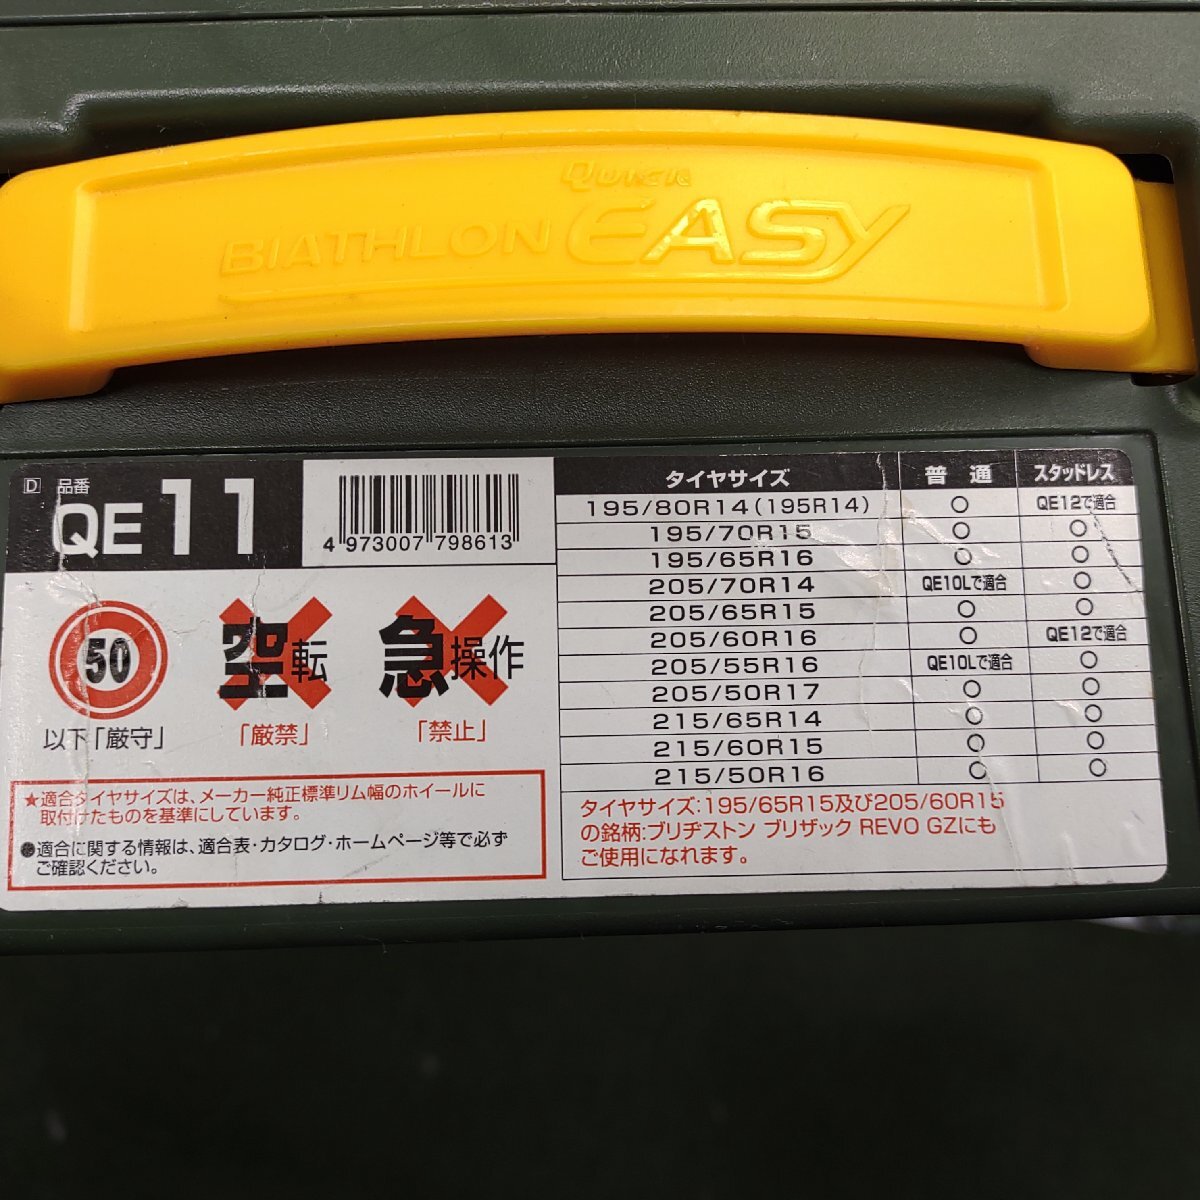 QUICK
BIATHLON EASY
D 品番
QE11
4 973007 798613
50
以下「厳守」
空転
「厳禁」
急操作
「禁止」
★適合タイヤサイズは、メーカー純正標準リム幅のホイールに
取付けたものを基準にしています。
●適合に関する情報は、適合表・カタログ・ホームページ等で必ず
ご確認ください。
タイヤサイズ 普通 スタッドレス
195/80R14(195R14) ○ QE12で適合
195/70R15 ○ ○
195/65R16 ○ ○
205/70R14 QE10Lで適合 ○
205/65R15 ○ ○
205/60R16 ○ QE12で適合
205/55R16 QE10Lで適合 ○
205/50R17 ○ ○
215/65R14 ○ ○
215/60R15 ○ ○
215/50R16 ○ ○
タイヤサイズ:195/65R15及び205/60R15
の銘柄:ブリヂストン ブリザック REVO GZにも
ご使用になれます。